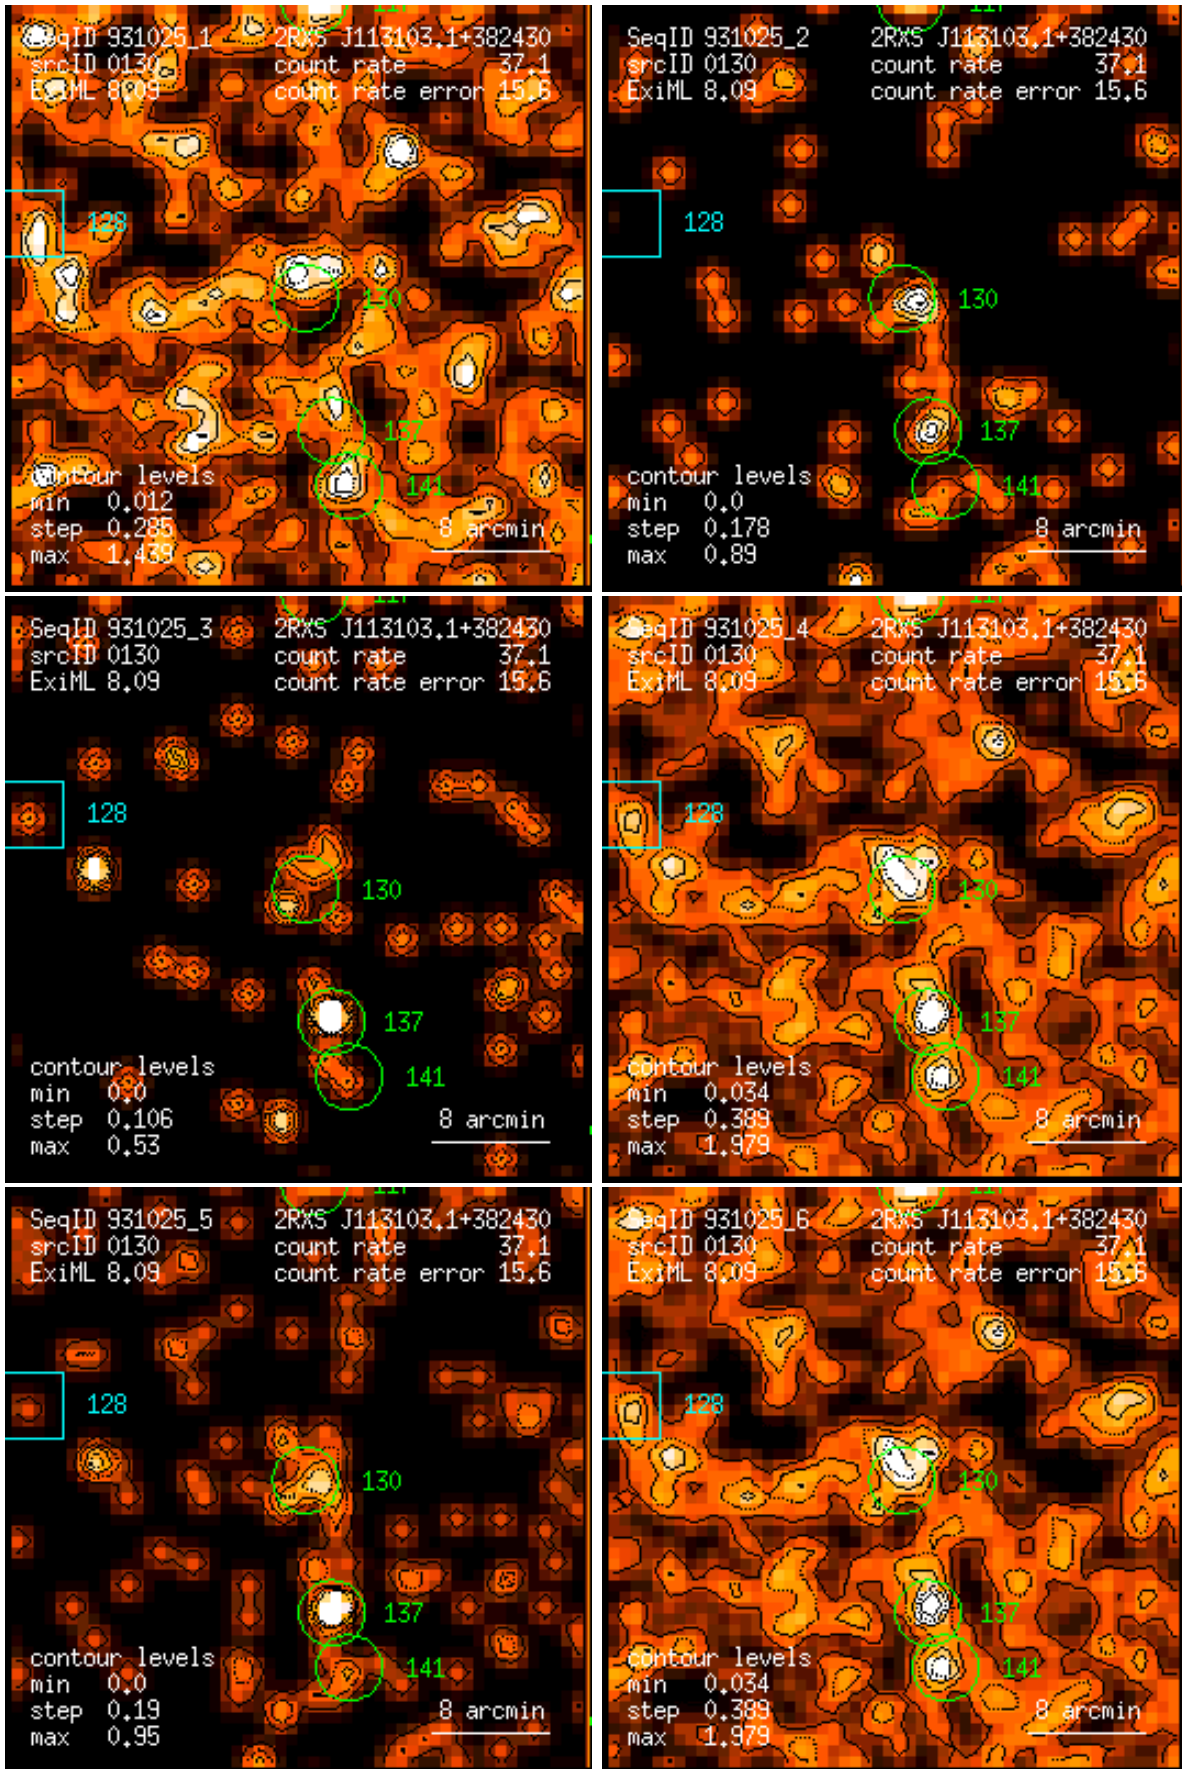 117
SeqID 931025_1 2RXS J113103.1+382430
srcID 0130 count rate 37.1
ExiML 8.09 count rate error 15.6
128
130
137
contour levels
141
min 0.012
step 0.285 8 arcmin
max 1.439
117
SeqID 931025_2 2RXS J113103.1+382430
srcID 0130 count rate 37.1
ExiML 8.09 count rate error 15.6
128
130
137
contour levels
141
min 0.0
step 0.178 8 arcmin
max 0.89
117
SeqID 931025_3 2RXS J113103.1+382430
srcID 0130 count rate 37.1
ExiML 8.09 count rate error 15.6
128
130
137
contour levels
141
min 0.0
step 0.106 8 arcmin
max 0.53
117
SeqID 931025_4 2RXS J113103.1+382430
srcID 0130 count rate 37.1
ExiML 8.09 count rate error 15.6
128
130
137
contour levels
141
min 0.034
step 0.389 8 arcmin
max 1.979
117
SeqID 931025_5 2RXS J113103.1+382430
srcID 0130 count rate 37.1
ExiML 8.09 count rate error 15.6
128
130
137
contour levels
141
min 0.0
step 0.19 8 arcmin
max 0.95
117
SeqID 931025_6 2RXS J113103.1+382430
srcID 0130 count rate 37.1
ExiML 8.09 count rate error 15.6
128
130
137
contour levels
141
min 0.034
step 0.389 8 arcmin
max 1.979